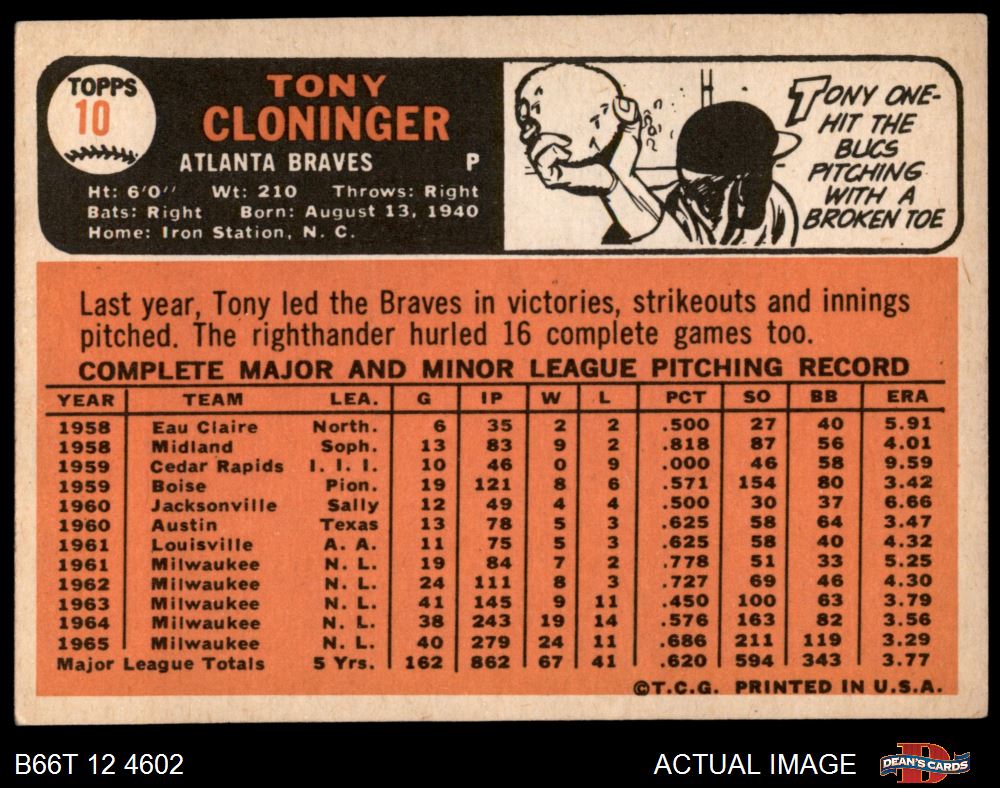 TOPPS
10
TONY
CLONINGER
ATLANTA BRAVES P
Ht: 6'0" Wt: 210 Throws: Right
Bats: Right Born: August 13, 1940
Home: Iron Station, N. C.
TONY ONE-
HIT THE
BUCS
PITCHING
WITH A
BROKEN TOE
Last year, Tony led the Braves in victories, strikeouts and innings
pitched. The righthander hurled 16 complete games too.
COMPLETE MAJOR AND MINOR LEAGUE PITCHING RECORD
YEAR TEAM LEA. G IP W L PCT SO BB ERA
1958 Eau Claire North. 6 35 2 2 .500 27 40 5.91
1958 Midland Soph. 13 83 9 2 .818 87 56 4.01
1959 Cedar Rapids I. I. I. 10 46 0 9 .000 46 58 9.59
1959 Boise Pion. 19 121 8 6 .571 154 80 3.42
1960 Jacksonville Sally 12 49 4 4 .500 30 37 6.66
1960 Austin Texas 13 78 5 3 .625 58 64 3.47
1961 Louisville A. A. 11 75 5 3 .625 58 40 4.32
1961 Milwaukee N. L. 19 84 7 2 .778 51 33 5.25
1962 Milwaukee N. L. 24 111 8 3 .727 69 46 4.30
1963 Milwaukee N. L. 41 145 9 11 .450 100 63 3.79
1964 Milwaukee N. L. 38 243 19 14 .576 163 82 3.56
1965 Milwaukee N. L. 40 279 24 11 .686 211 119 3.29
Major League Totals 5 Yrs. 162 862 67 41 .620 594 343 3.77
©T.C.G. PRINTED IN U.S.A.
B66T 12 4602 ACTUAL IMAGE DEAN'S CARDS